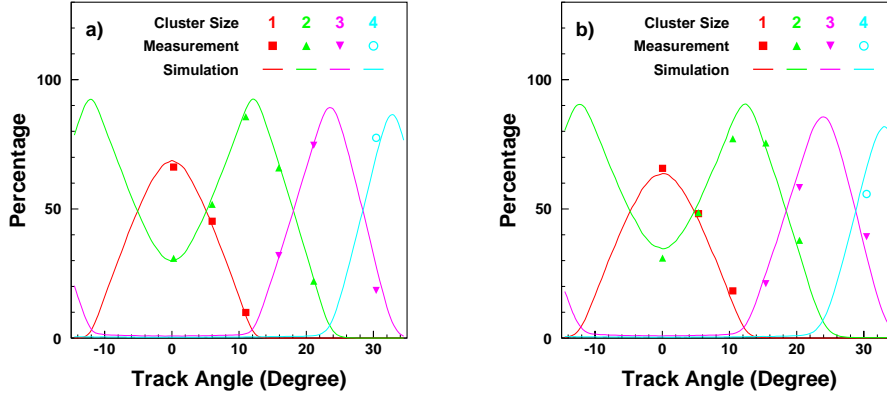 a)
Cluster Size 1 2 3 4
Measurement
Simulation
Percentage
100
50
0
-10 0 10 20 30
Track Angle (Degree)
b)
Cluster Size 1 2 3 4
Measurement
Simulation
Percentage
100
50
0
-10 0 10 20 30
Track Angle (Degree)